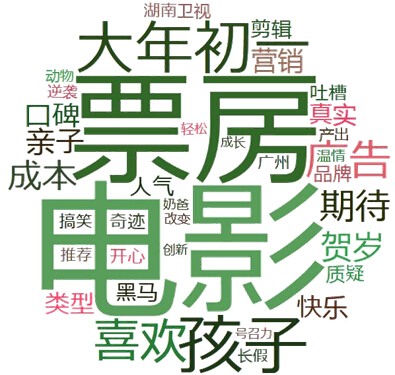 湖南卫视
大年初一
剪辑
营销
动物
逆袭
票房
吐槽
口碑
真实
轻松
亲子
成长
产出
广告
温情
广州
品牌
成本
人气
电影
奶爸
期待
搞笑
奇迹
改变
贺岁
推荐
开心
创新
质疑
类型
黑马
快乐
喜欢
孩子
号召力
长假